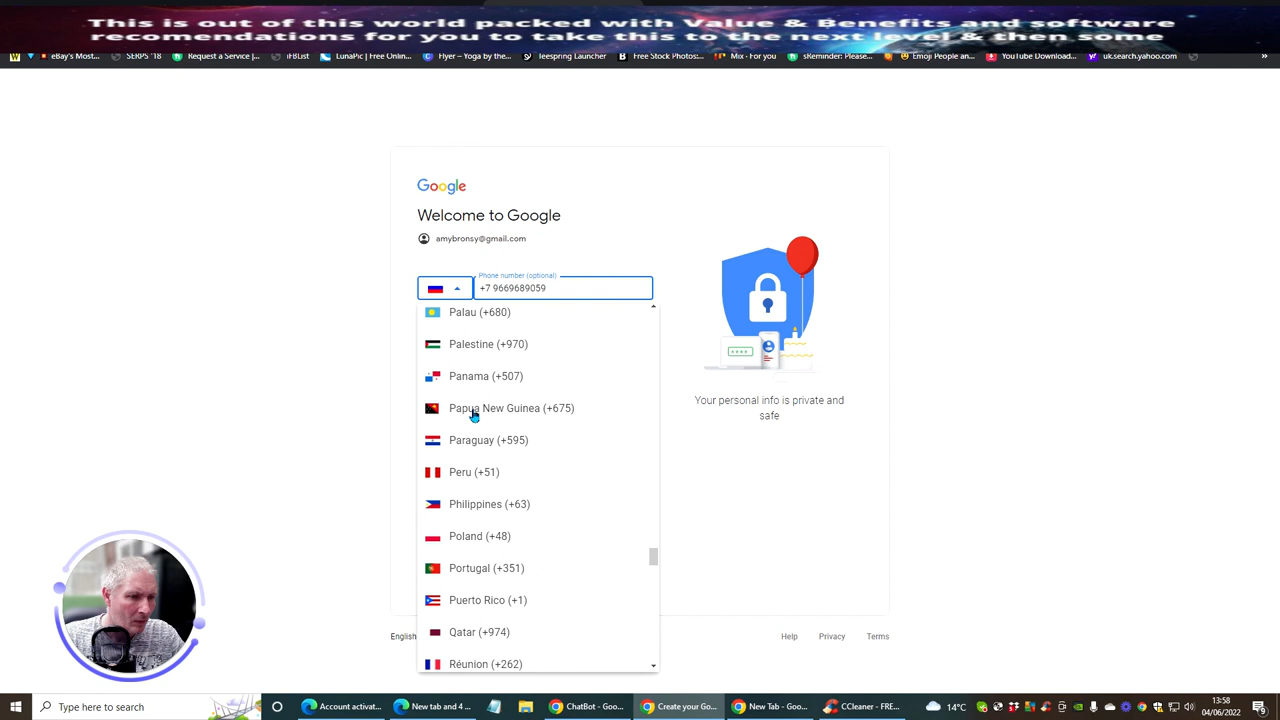 This is out of this world packed with Value & Benefits and software
recomendations for you to take this to the next level & then some
eBay's Most... SERPS '18 Request a Service |... iFBUst LunaPic | Free Onlin... Flyer – Yoga by the... Teespring Launcher Free Stock Photos:... Mix · For you sReminder: Please... Emoji People an... YouTube Download... uk.search.yahoo.com »
Google
Welcome to Google
amybronsy@gmail.com
Phone number (optional)
+7 9669689059
Palau (+680)
Palestine (+970)
Panama (+507)
Papua New Guinea (+675)
Paraguay (+595)
Peru (+51)
Philippines (+63)
Poland (+48)
Portugal (+351)
Puerto Rico (+1)
Qatar (+974)
Réunion (+262)
Your personal info is private and
safe
English
Help Privacy Terms
Type here to search
Account activat...
New tab and 4 ...
ChatBot - Goo...
Create your Go...
New Tab - Goo...
CCleaner - FRE...
14°C
13:58
04/06/2022